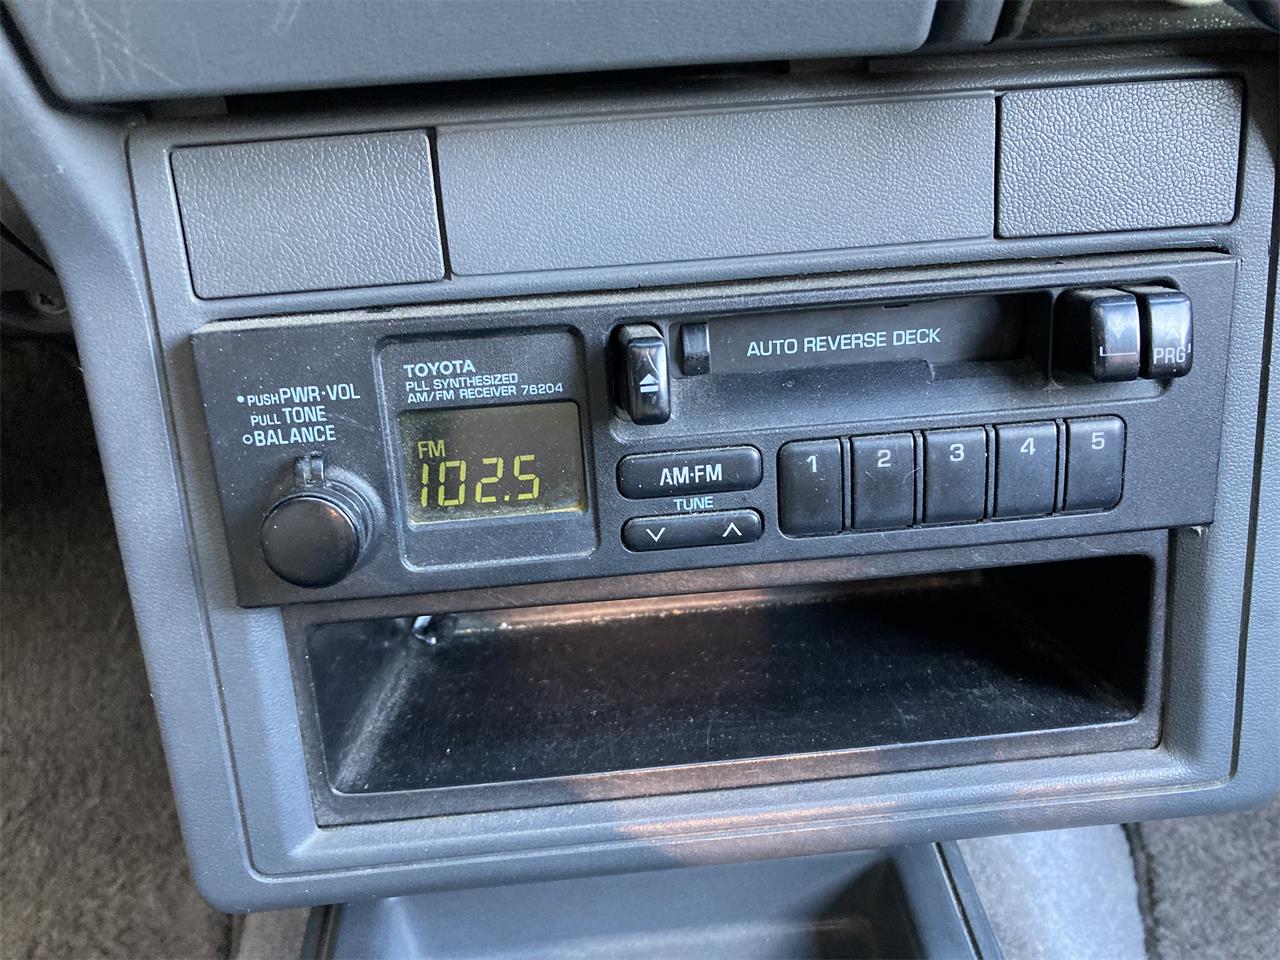 •PUSH PWR·VOL
PULL TONE
○BALANCE
TOYOTA
PLL SYNTHESIZED
AM/FM RECEIVER 76204
FM
102.5
AUTO REVERSE DECK
PRG
AM·FM
TUNE
1 2 3 4 5